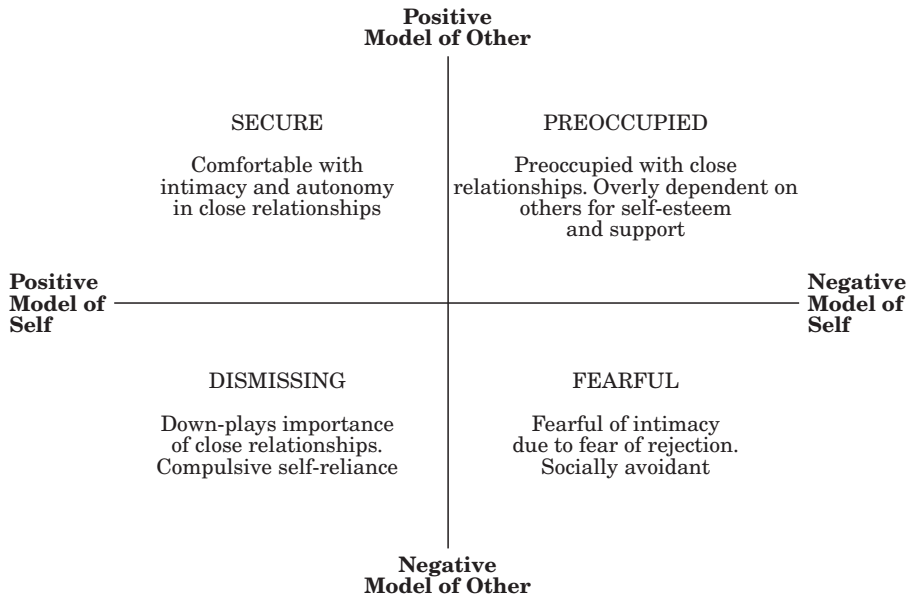 Positive
Model of Other
SECURE
Comfortable with
intimacy and autonomy
in close relationships
PREOCCUPIED
Preoccupied with close
relationships. Overly dependent on
others for self-esteem
and support
Positive
Model of
Self
Negative
Model of
Self
DISMISSING
Down-plays importance
of close relationships.
Compulsive self-reliance
FEARFUL
Fearful of intimacy
due to fear of rejection.
Socially avoidant
Negative
Model of Other